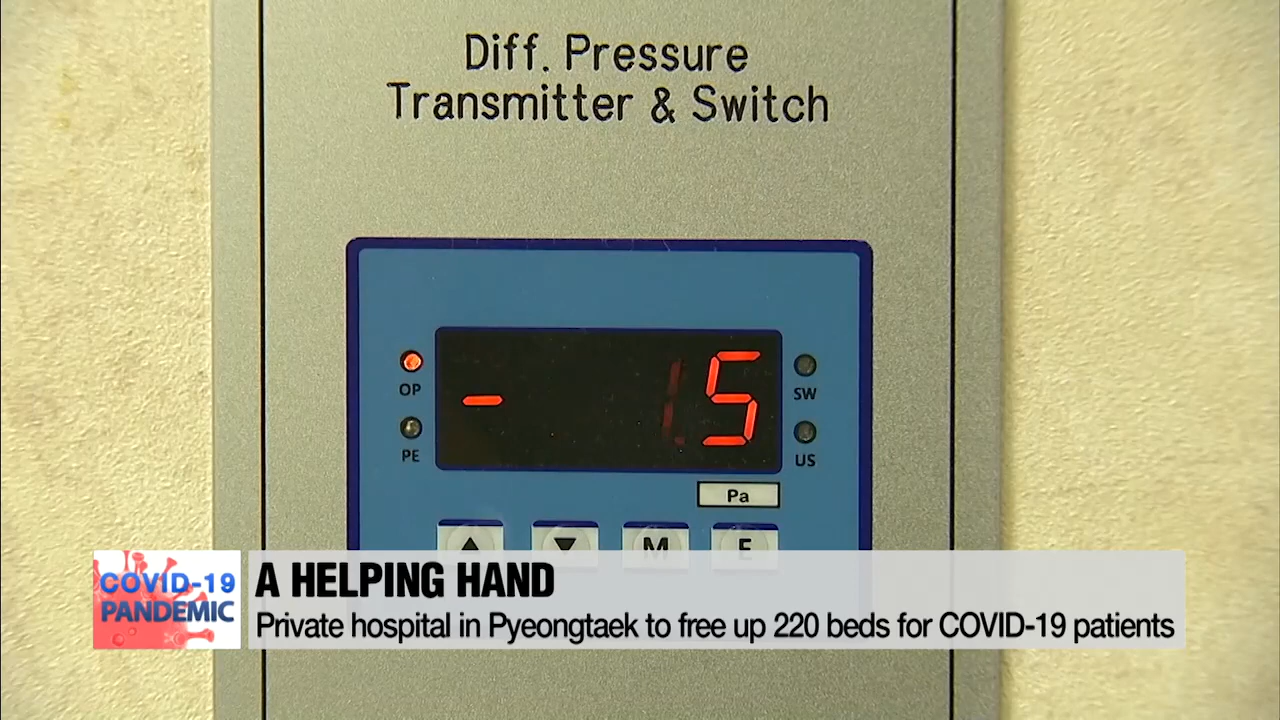 Diff. Pressure
Transmitter & Switch
OP
PE
- 15
SW
US
Pa
M E
COVID-19
PANDEMIC
A HELPING HAND
Private hospital in Pyeongtaek to free up 220 beds for COVID-19 patients